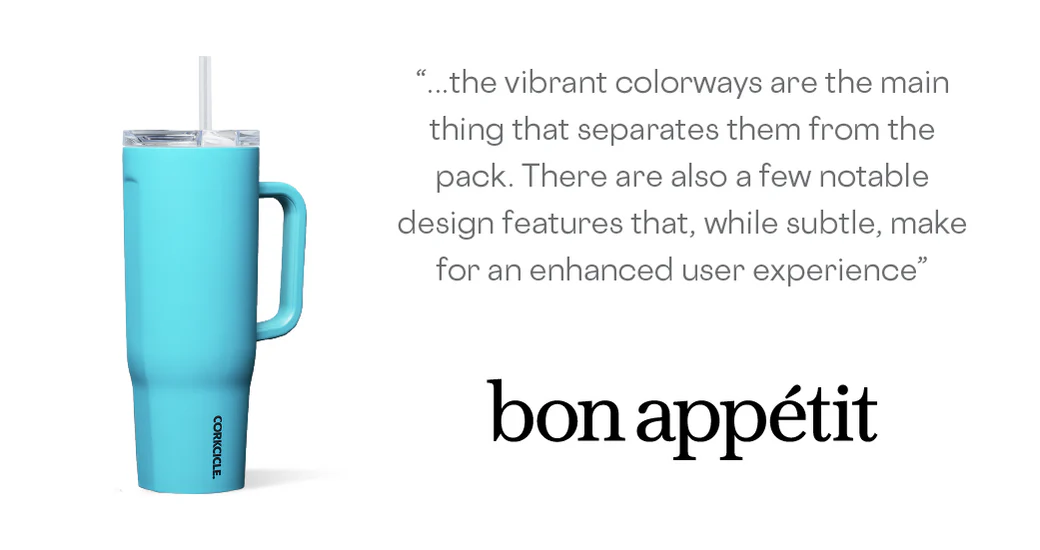 CORKCICLE.
“...the vibrant colorways are the main
thing that separates them from the
pack. There are also a few notable
design features that, while subtle, make
for an enhanced user experience”
bon appétit